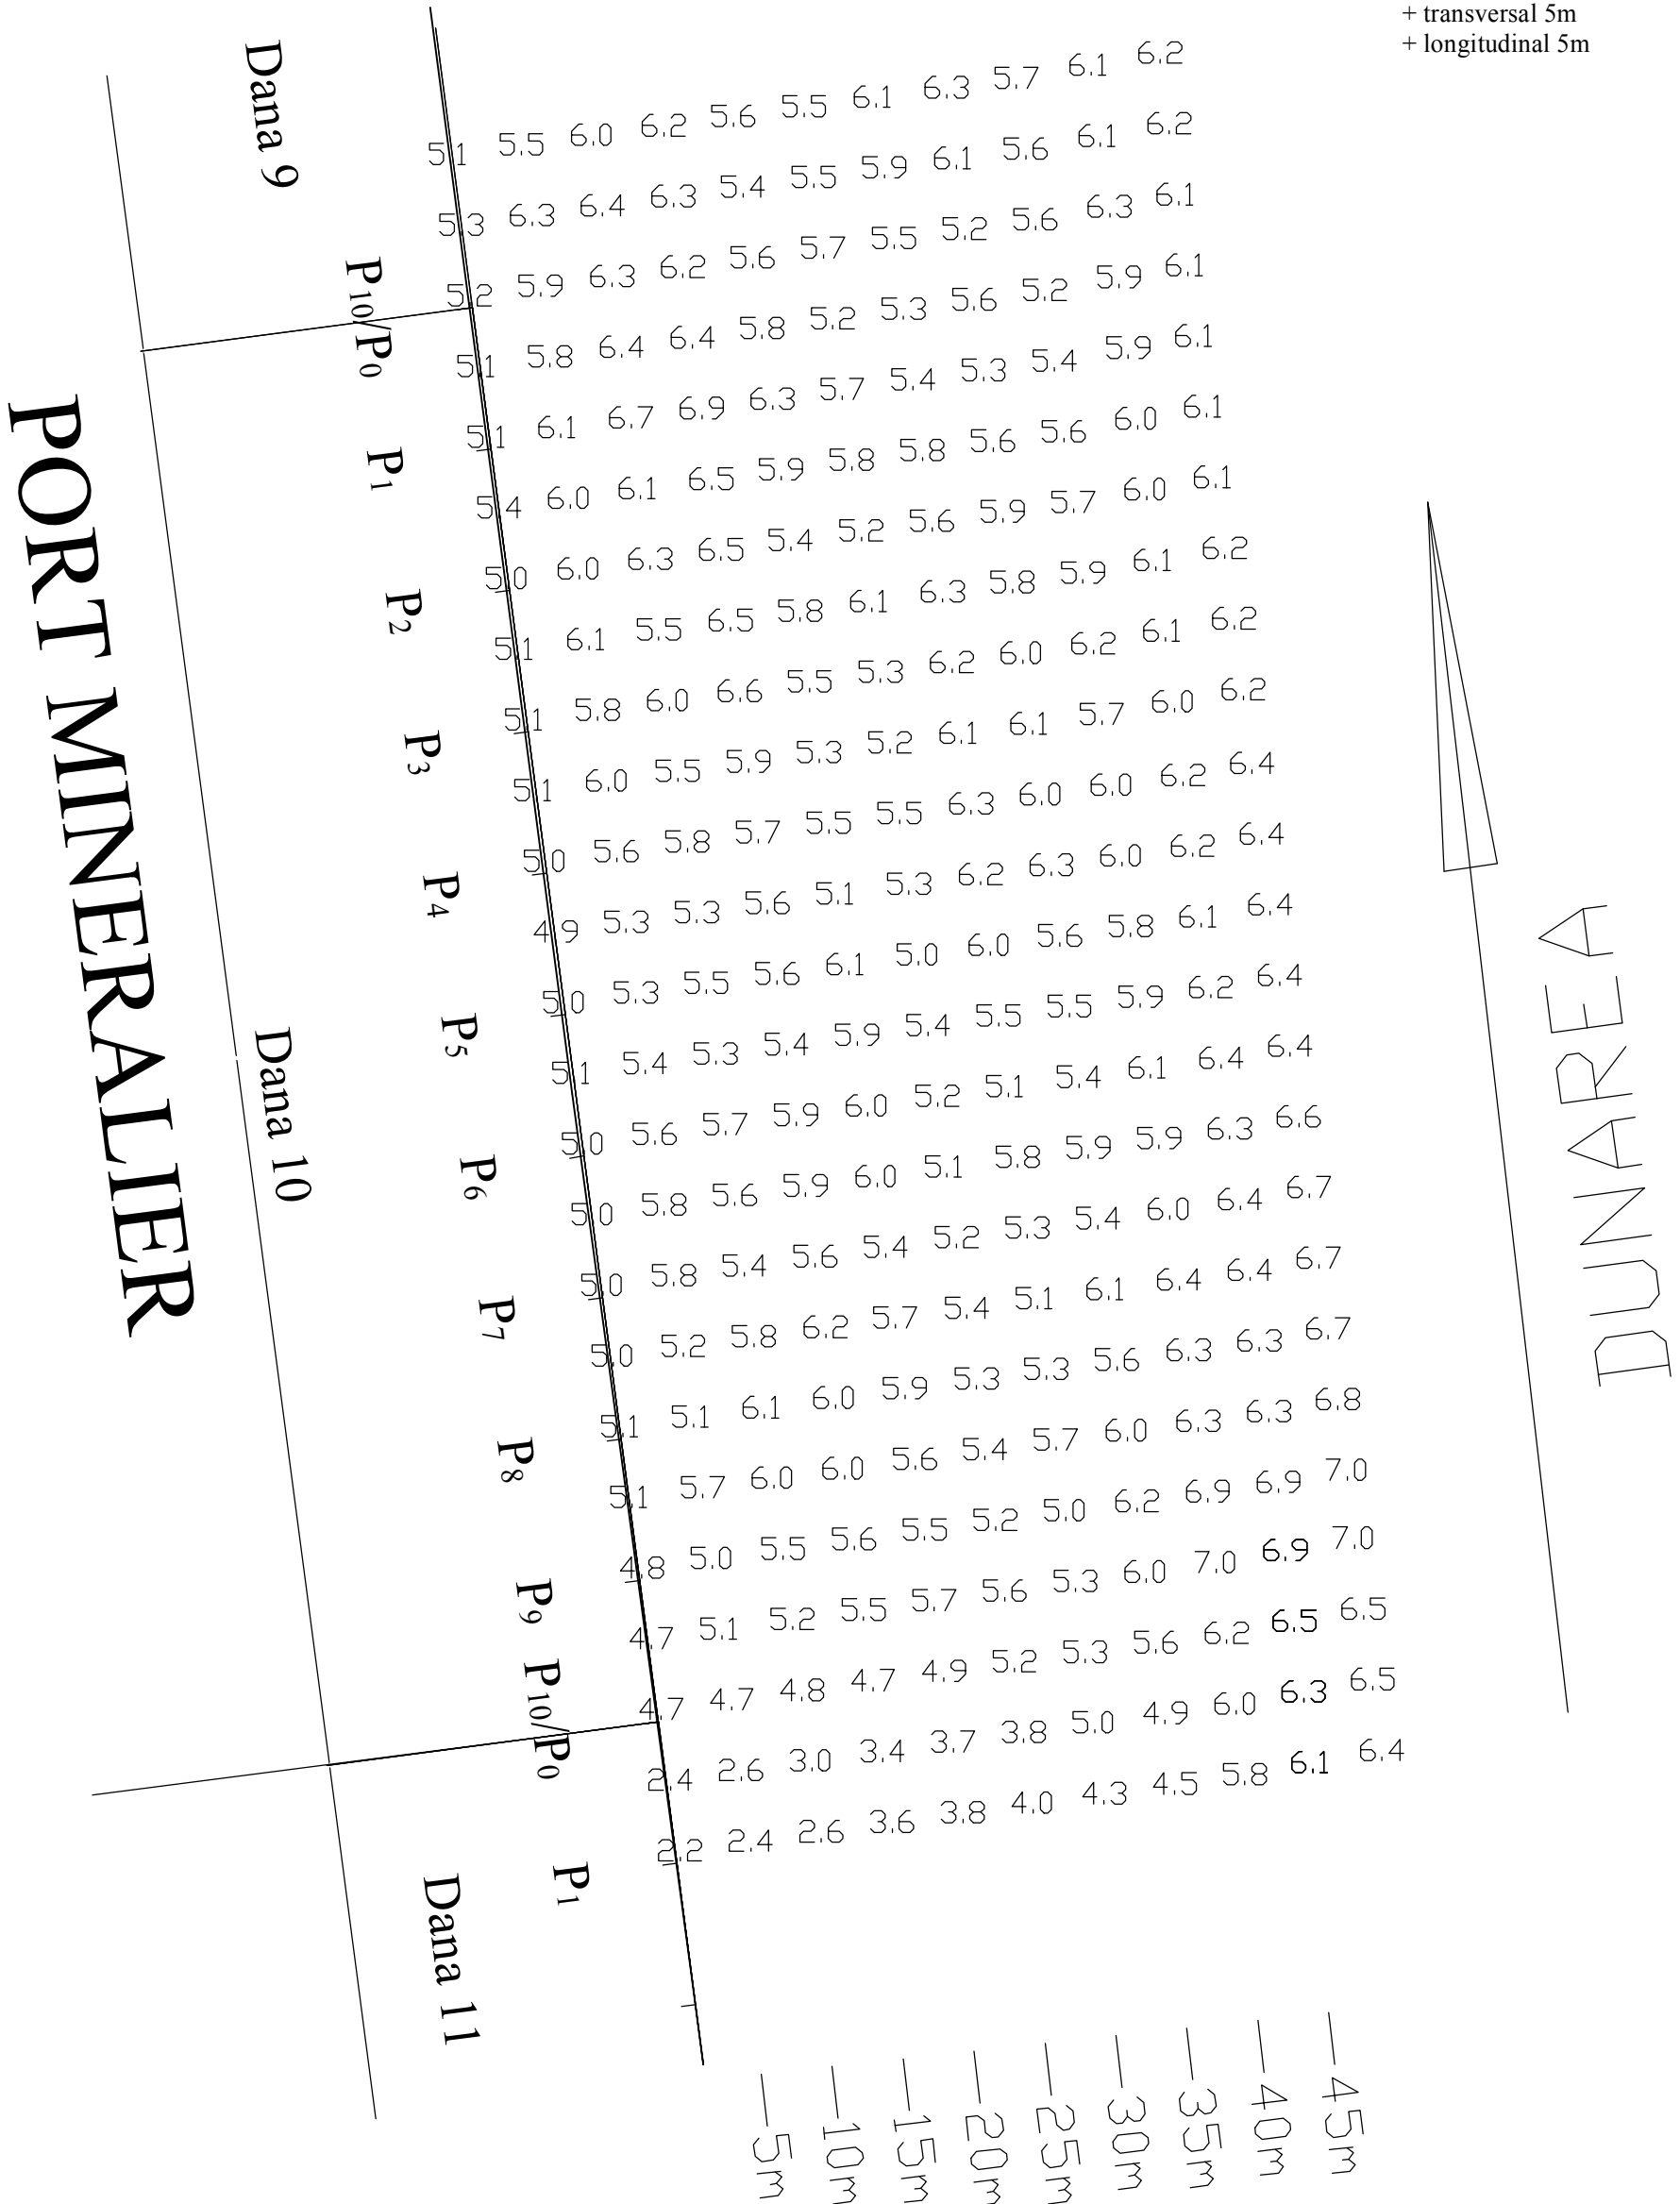 + transversal 5m
+ longitudinal 5m
Dana 9
P10/P0
P1
P2
P3
P4
P5
P6
P7
P8
P9
P10/P0
P1
PORT MINERALIER
Dana 10
Dana 11
DUNAREA
5.1 5.5 6.0 6.2 5.6 5.5 6.1 6.3 5.7 6.1 6.2
5.3 6.3 6.4 6.3 5.4 5.5 5.9 6.1 5.6 6.1 6.2
5.2 5.9 6.3 6.2 5.6 5.7 5.5 5.2 5.6 6.3 6.1
5.1 5.8 6.4 6.4 5.8 5.2 5.3 5.6 5.2 5.9 6.1
5.1 6.1 6.7 6.9 6.3 5.7 5.4 5.3 5.4 5.9 6.1
5.4 6.0 6.1 6.5 5.9 5.8 5.8 5.6 5.6 6.0 6.1
5.0 6.0 6.3 6.5 5.4 5.2 5.6 5.9 5.7 6.0 6.1
5.1 6.1 5.5 6.5 5.8 6.1 6.3 5.8 5.9 6.1 6.2
5.1 5.8 6.0 6.6 5.5 5.3 6.2 6.0 6.2 6.1 6.2
5.1 6.0 5.5 5.9 5.3 5.2 6.1 6.1 5.7 6.0 6.2
5.0 5.6 5.8 5.7 5.5 5.5 6.3 6.0 6.0 6.2 6.4
4.9 5.3 5.3 5.6 5.1 5.3 6.2 6.3 6.0 6.2 6.4
5.0 5.3 5.5 5.6 6.1 5.0 6.0 5.6 5.8 6.1 6.4
5.1 5.4 5.3 5.4 5.9 5.4 5.5 5.5 5.9 6.2 6.4
5.0 5.6 5.7 5.9 6.0 5.2 5.1 5.4 6.1 6.4 6.4
5.0 5.8 5.6 5.9 6.0 5.1 5.8 5.9 5.9 6.3 6.6
5.0 5.8 5.4 5.6 5.4 5.2 5.3 5.4 6.0 6.4 6.7
5.0 5.2 5.8 6.2 5.7 5.4 5.1 6.1 6.4 6.4 6.7
5.1 5.1 6.1 6.0 5.9 5.3 5.3 5.6 6.3 6.3 6.7
5.1 5.7 6.0 6.0 5.6 5.4 5.7 6.0 6.3 6.3 6.8
4.8 5.0 5.5 5.6 5.5 5.2 5.0 6.2 6.9 6.9 7.0
4.7 5.1 5.2 5.5 5.7 5.6 5.3 6.0 7.0 6.9 7.0
4.7 4.7 4.8 4.7 4.9 5.2 5.3 5.6 6.2 6.5 6.5
2.4 2.6 3.0 3.4 3.7 3.8 5.0 4.9 6.0 6.3 6.5
2.2 2.4 2.6 3.6 3.8 4.0 4.3 4.5 5.8 6.1 6.4
5m
10m
15m
20m
25m
30m
35m
40m
45m